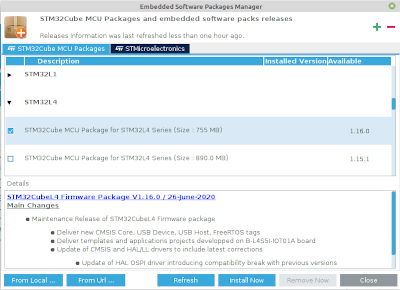 Embedded Software Packages Manager
STM32Cube MCU Packages and embedded software packs releases
Releases Information was last refreshed less than one hour ago.
STM32Cube MCU Packages
STMicroelectronics
Description
Installed Version
Available
STM32L1
STM32L4
STM32Cube MCU Package for STM32L4 Series (Size : 755 MB)
1.16.0
STM32Cube MCU Package for STM32L4 Series (Size : 890.0 MB)
1.15.1
Details
STM32CubeL4 Firmware Package V1.16.0 / 26-June-2020
Main Changes
Maintenance Release of STM32CubeL4 Firmware package
Deliver new CMSIS Core, USB Device, USB Host, FreeRTOS tags
Deliver templates and applications projects developped on B-L4S5I-IOT01A board
Update of CMSIS and HAL/LL drivers to include latest corrections
Update of HAL OSPI driver introducing compatibility break with previous versions
From Local ...
From Url ...
Refresh
Install Now
Remove Now
Close